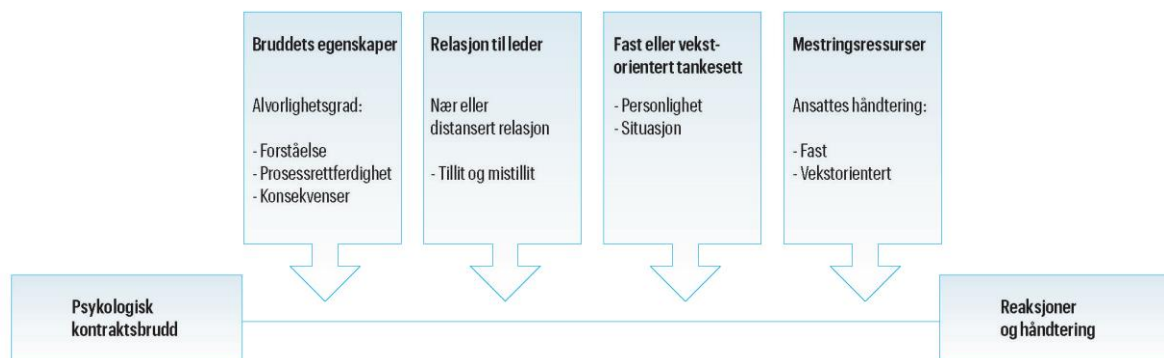 Bruddets egenskaper
Alvorlighetsgrad:
- Forståelse
- Prosessrettferdighet
- Konsekvenser
Relasjon til leder
Nær eller
distansert relasjon
- Tillit og mistillit
Fast eller vekst-
orientert tankesett
- Personlighet
- Situasjon
Mestringsressurser
Ansattes håndtering:
- Fast
- Vekstorientert
Psykologisk
kontraktsbrudd
Reaksjoner
og håndtering